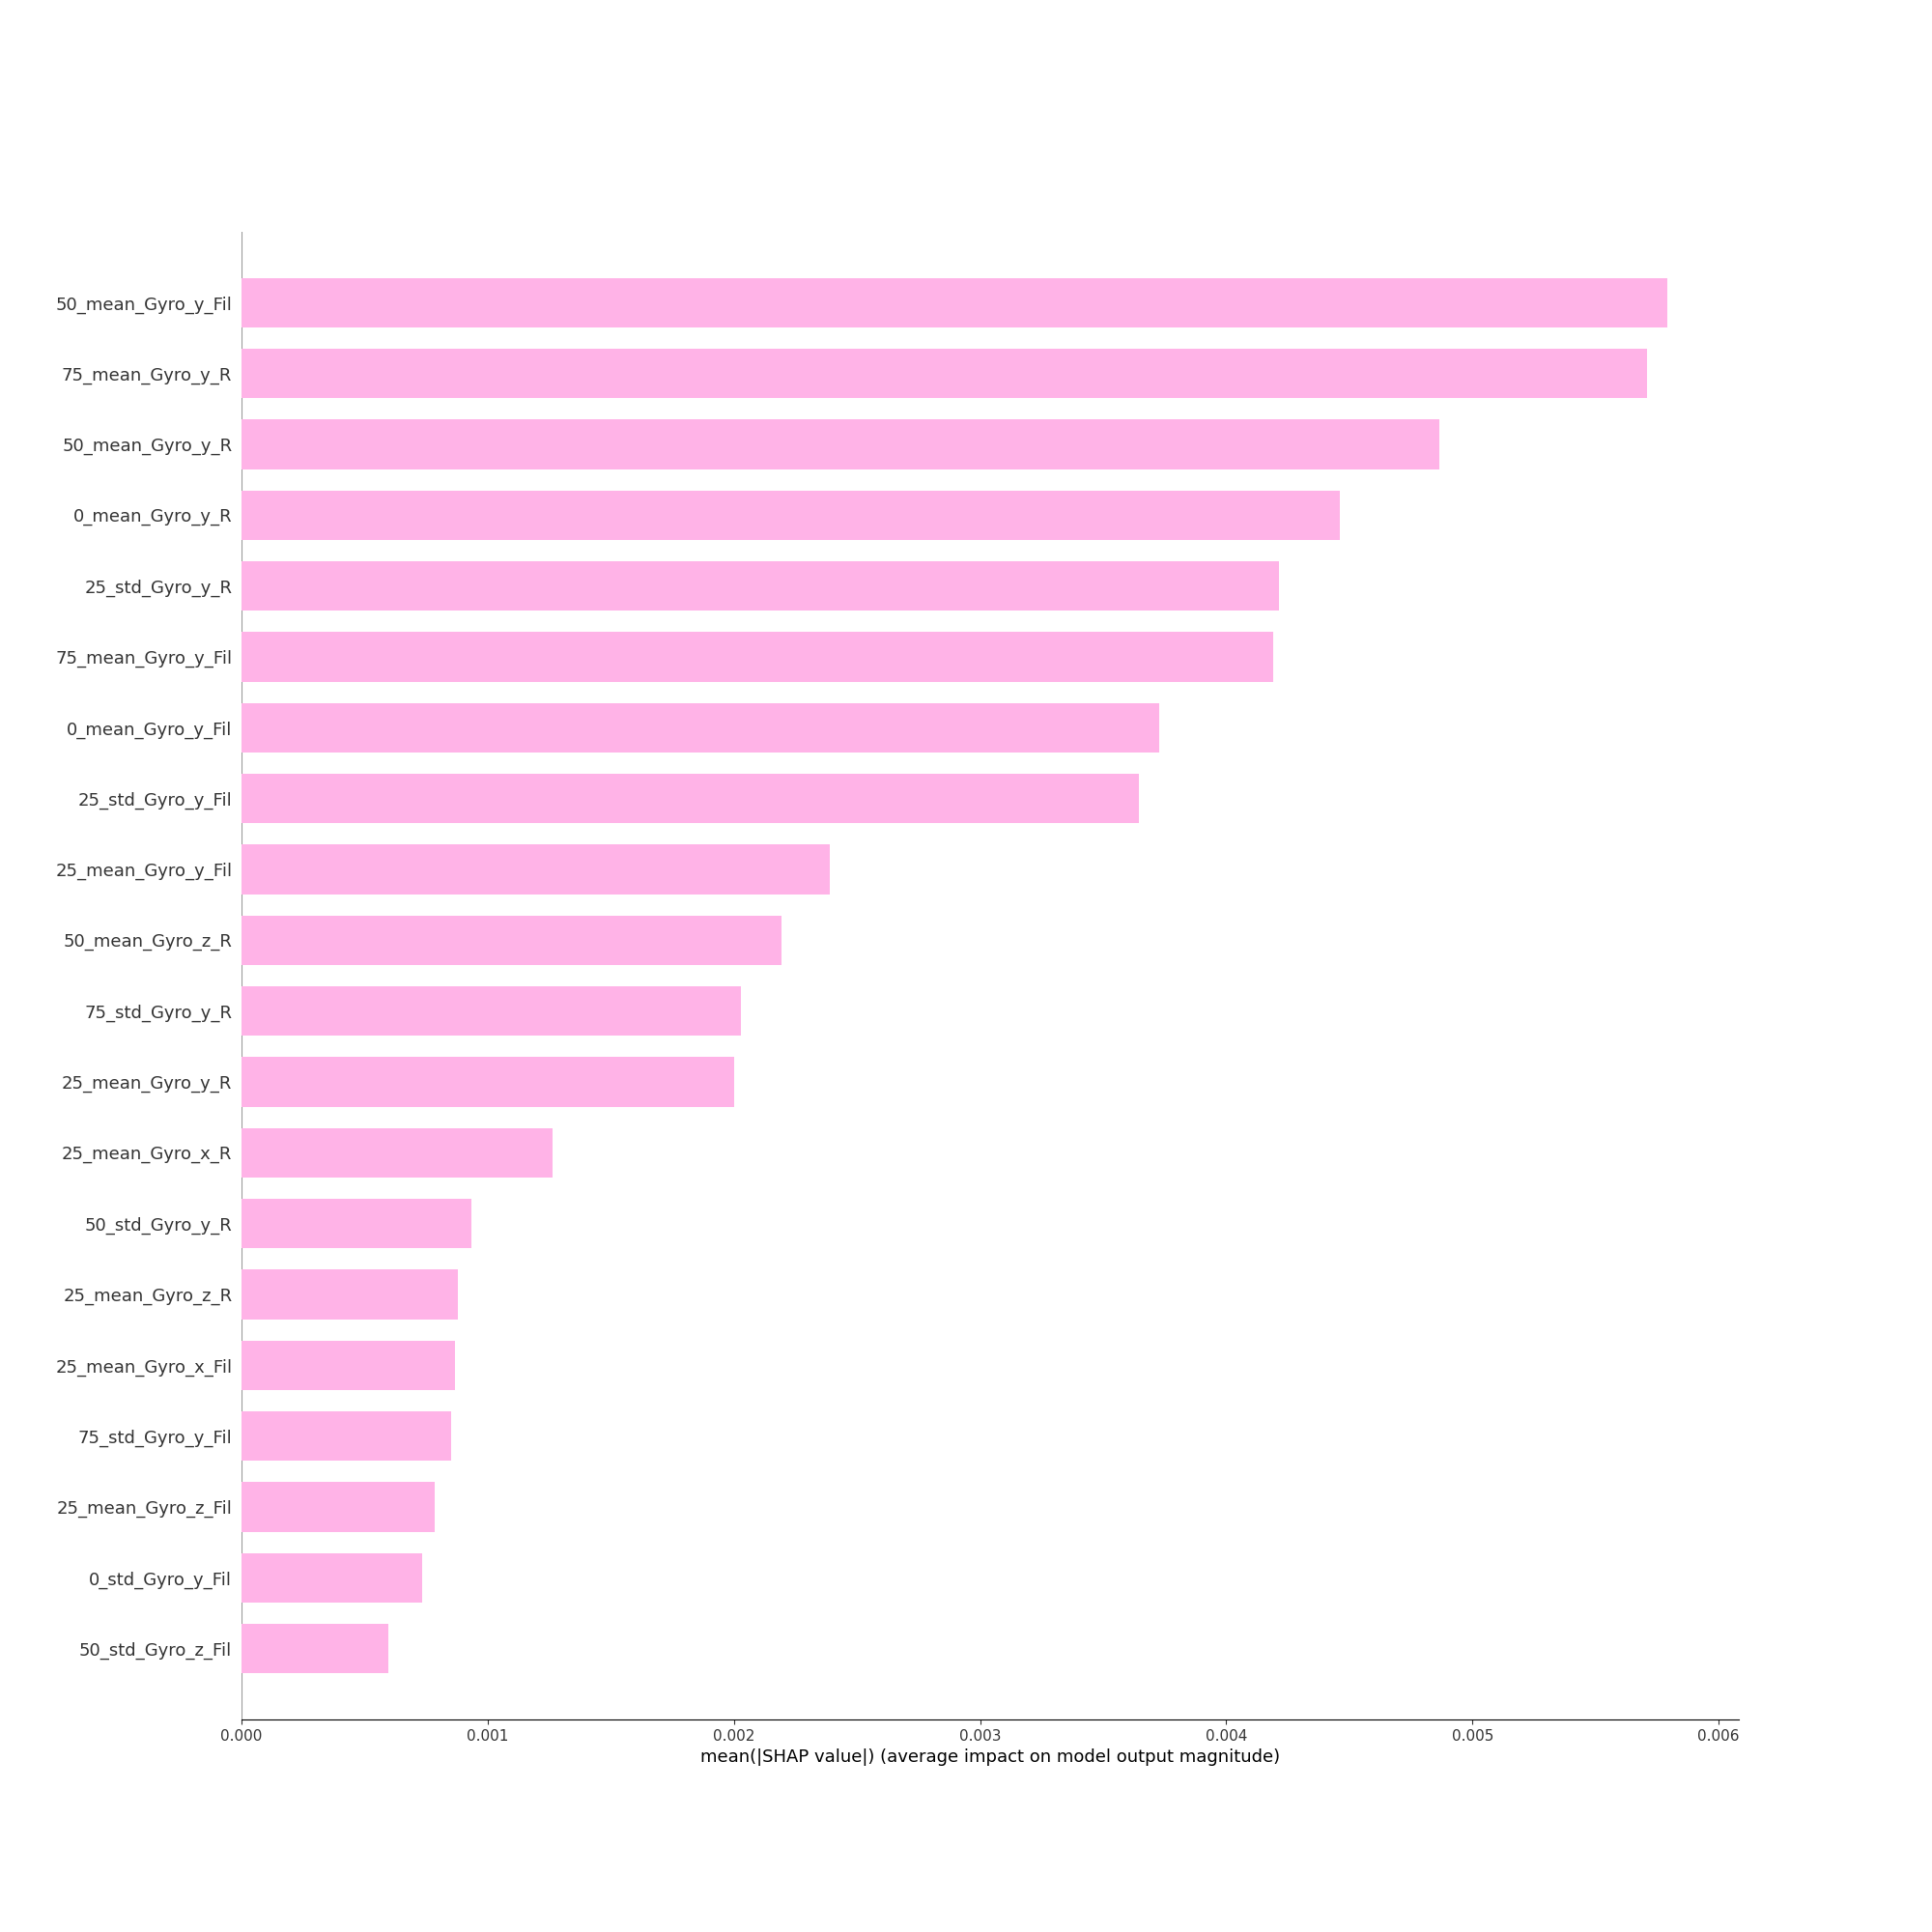 50_mean_Gyro_y_Fil
75_mean_Gyro_y_R
50_mean_Gyro_y_R
0_mean_Gyro_y_R
25_std_Gyro_y_R
75_mean_Gyro_y_Fil
0_mean_Gyro_y_Fil
25_std_Gyro_y_Fil
25_mean_Gyro_y_Fil
50_mean_Gyro_z_R
75_std_Gyro_y_R
25_mean_Gyro_y_R
25_mean_Gyro_x_R
50_std_Gyro_y_R
25_mean_Gyro_z_R
25_mean_Gyro_x_Fil
75_std_Gyro_y_Fil
25_mean_Gyro_z_Fil
0_std_Gyro_y_Fil
50_std_Gyro_z_Fil
0.000 0.001 0.002 0.003 0.004 0.005 0.006
mean(|SHAP value|) (average impact on model output magnitude)